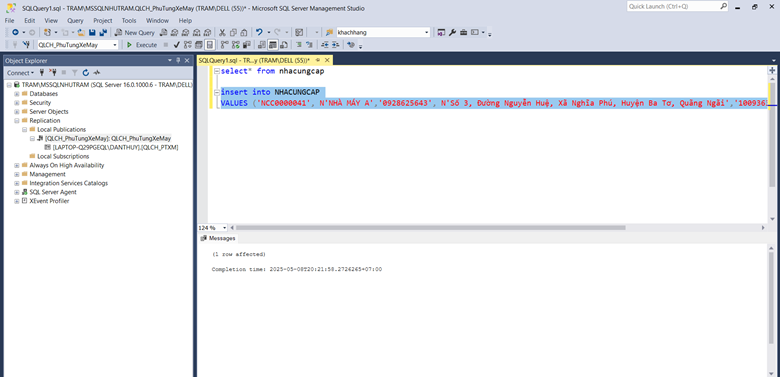 SQLQuery1.sql - TRAM\MSSQLNHUTRAM.QLCH_PhuTungXeMay (TRAM\DELL (55))* - Microsoft SQL Server Management Studio
Quick Launch (Ctrl+Q)
File Edit View Query Project Tools Window Help
New Query
khachhang
QLCH_PhuTungXeMay
Execute
Object Explorer
SQLQuery1.sql - TR...y (TRAM\DELL (55))*
Connect
TRAM\MSSQLNHUTRAM (SQL Server 16.0.1000.6 - TRAM\DELL)
Databases
Security
Server Objects
Replication
Local Publications
[QLCH_PhuTungXeMay]: QLCH_PhuTungXeMay
[LAPTOP-Q29PGEQL\DANTHUY].[QLCH_PTXM]
Local Subscriptions
Always On High Availability
Management
Integration Services Catalogs
SQL Server Agent
XEvent Profiler
select* from nhacungcap
insert into NHACUNGCAP
VALUES ('NCC0000041', N'NHÀ MÁY A','0928625643', N'Số 3, Đường Nguyễn Huệ, Xã Nghĩa Phú, Huyện Ba Tơ, Quảng Ngãi','100936
124 %
Messages
(1 row affected)
Completion time: 2025-05-08T20:21:58.2726265+07:00